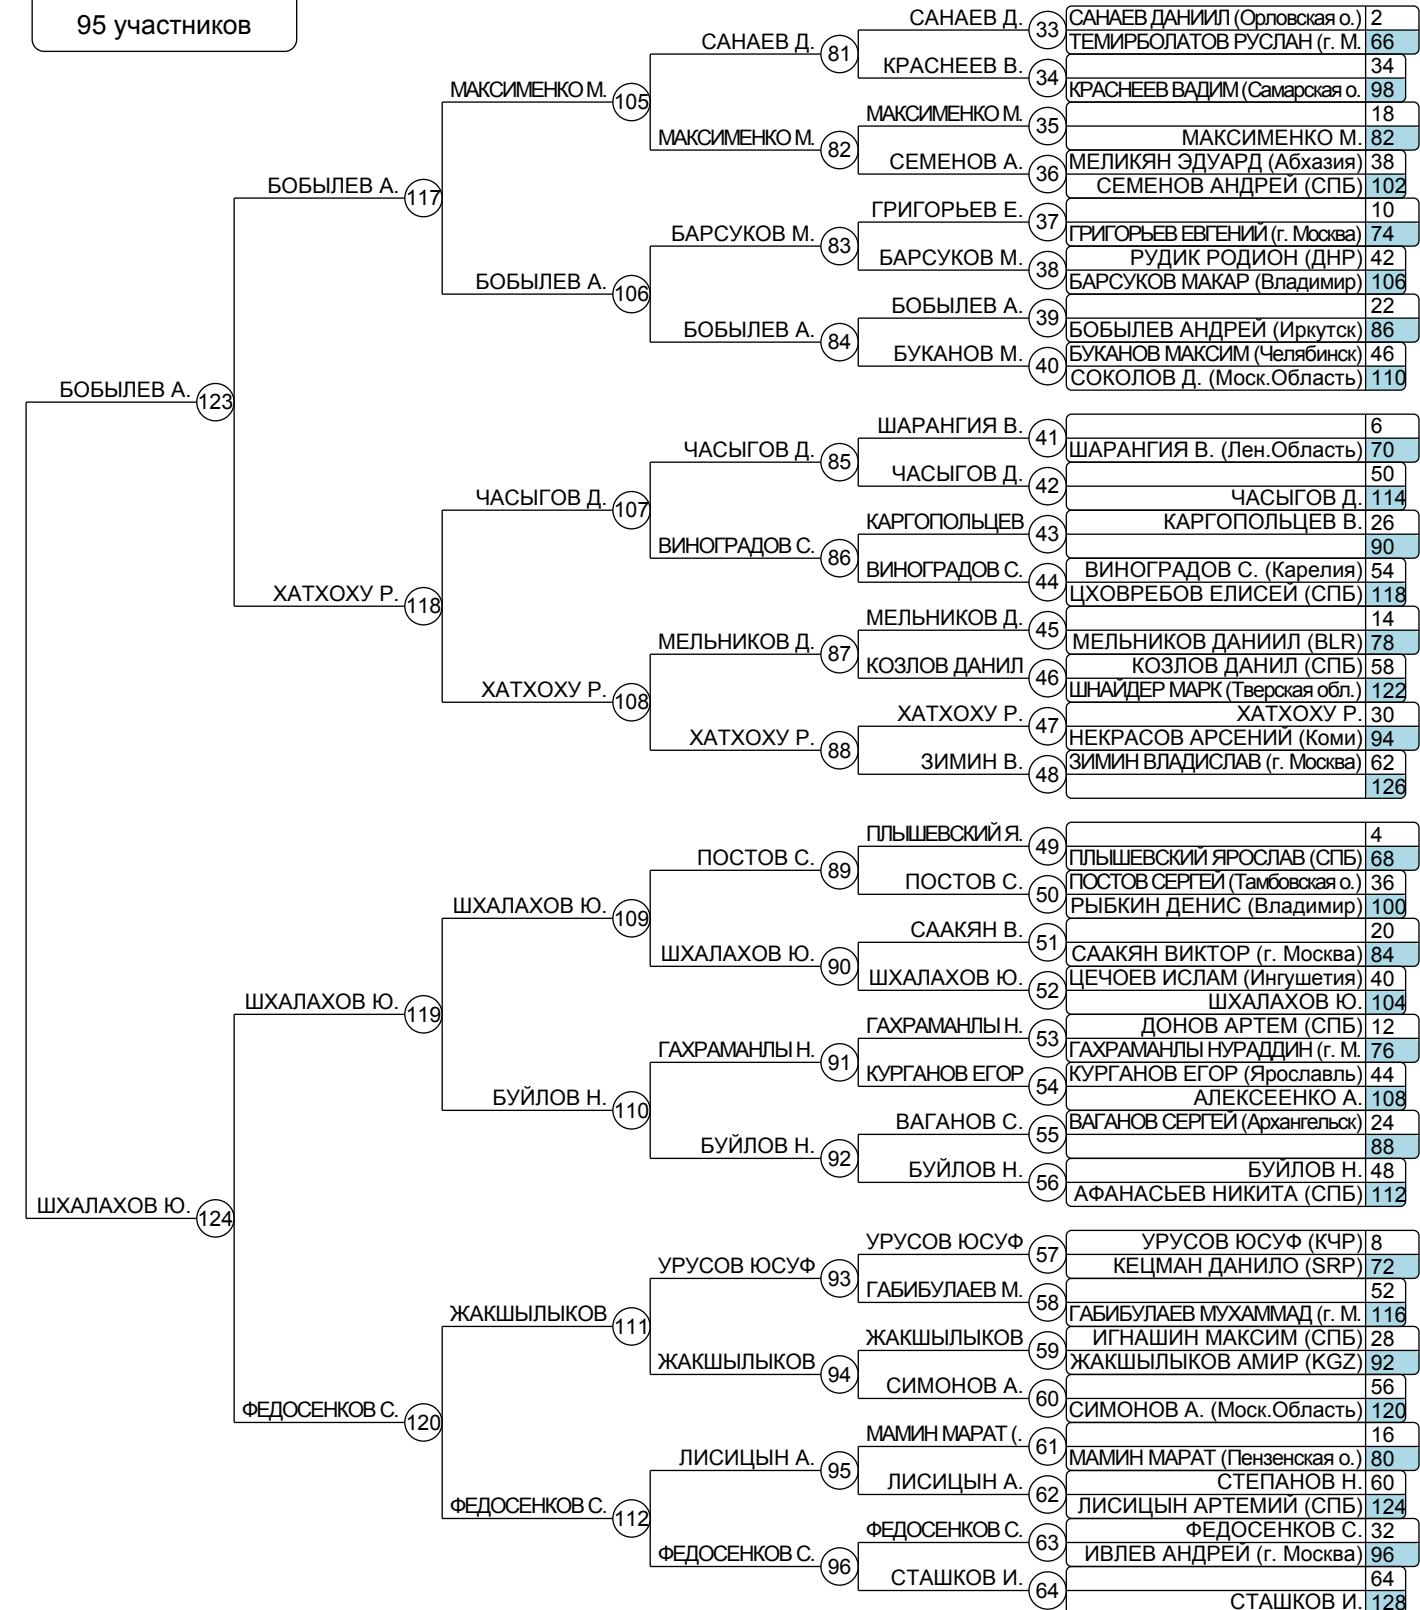 95 участников
САНАЕВ Д. 33 САНАЕВ ДАНИИЛ (Орловская о.) 2
САНАЕВ Д. 81 ТЕМИРБОЛАТОВ РУСЛАН (г. М. 66
КРАСНЕЕВ В. 34 34
МАКСИМЕНКО М. 105 КРАСНЕЕВ ВАДИМ (Самарская о. 98
МАКСИМЕНКО М. 35 18
МАКСИМЕНКО М. 82 МАКСИМЕНКО М. 82
СЕМЕНОВ А. 36 МЕЛИКЯН ЭДУАРД (Абхазия) 38
БОБЫЛЕВ А. 117 СЕМЕНОВ АНДРЕЙ (СПБ) 102
ГРИГОРЬЕВ Е. 37 10
БАРСУКОВ М. 83 ГРИГОРЬЕВ ЕВГЕНИЙ (г. Москва) 74
БАРСУКОВ М. 38 РУДИК РОДИОН (ДНР) 42
БОБЫЛЕВ А. 106 БАРСУКОВ МАКАР (Владимир) 106
БОБЫЛЕВ А. 39 22
БОБЫЛЕВ А. 84 БОБЫЛЕВ АНДРЕЙ (Иркутск) 86
БУКАНОВ М. 40 БУКАНОВ МАКСИМ (Челябинск) 46
БОБЫЛЕВ А. 123 СОКОЛОВ Д. (Моск.Область) 110
ШАРАНГИЯ В. 41 6
ЧАСЫГОВ Д. 85 ШАРАНГИЯ В. (Лен.Область) 70
ЧАСЫГОВ Д. 42 50
ЧАСЫГОВ Д. 107 ЧАСЫГОВ Д. 114
КАРГОПОЛЬЦЕВ 43 КАРГОПОЛЬЦЕВ В. 26
ВИНОГРАДОВ С. 86 90
ВИНОГРАДОВ С. 44 ВИНОГРАДОВ С. (Карелия) 54
ХАТХОХУ Р. 118 ЦХОВРЕБОВ ЕЛИСЕЙ (СПБ) 118
МЕЛЬНИКОВ Д. 45 14
МЕЛЬНИКОВ Д. 87 МЕЛЬНИКОВ ДАНИИЛ (BLR) 78
КОЗЛОВ ДАНИЛ 46 КОЗЛОВ ДАНИЛ (СПБ) 58
ХАТХОХУ Р. 108 ШНАЙДЕР МАРК (Тверская обл.) 122
ХАТХОХУ Р. 47 ХАТХОХУ Р. 30
ХАТХОХУ Р. 88 НЕКРАСОВ АРСЕНИЙ (Коми) 94
ЗИМИН В. 48 ЗИМИН ВЛАДИСЛАВ (г. Москва) 62
126
ПЛЫШЕВСКИЙ Я. 49 4
ПОСТОВ С. 89 ПЛЫШЕВСКИЙ ЯРОСЛАВ (СПБ) 68
ПОСТОВ С. 50 ПОСТОВ СЕРГЕЙ (Тамбовская о.) 36
ШХАЛАХОВ Ю. 109 РЫБКИН ДЕНИС (Владимир) 100
СААКЯН В. 51 20
ШХАЛАХОВ Ю. 90 СААКЯН ВИКТОР (г. Москва) 84
ШХАЛАХОВ Ю. 52 ЦЕЧОЕВ ИСЛАМ (Ингушетия) 40
ШХАЛАХОВ Ю. 119 ШХАЛАХОВ Ю. 104
ГАХРАМАНЛЫ Н. 53 ДОНОВ АРТЕМ (СПБ) 12
ГАХРАМАНЛЫ Н. 91 ГАХРАМАНЛЫ НУРАДДИН (г. М. 76
КУРГАНОВ ЕГОР 54 КУРГАНОВ ЕГОР (Ярославль) 44
БУЙЛОВ Н. 110 АЛЕКСЕЕНКО А. 108
ВАГАНОВ С. 55 ВАГАНОВ СЕРГЕЙ (Архангельск) 24
БУЙЛОВ Н. 92 88
БУЙЛОВ Н. 56 БУЙЛОВ Н. 48
ШХАЛАХОВ Ю. 124 АФАНАСЬЕВ НИКИТА (СПБ) 112
УРУСОВ ЮСУФ 57 УРУСОВ ЮСУФ (КЧР) 8
УРУСОВ ЮСУФ 93 КЕЦМАН ДАНИЛО (SRP) 72
ГАБИБУЛАЕВ М. 58 52
ЖАКШЫЛЫКОВ 111 ГАБИБУЛАЕВ МУХАММАД (г. М. 116
ЖАКШЫЛЫКОВ 59 ИГНАШИН МАКСИМ (СПБ) 28
ЖАКШЫЛЫКОВ 94 ЖАКШЫЛЫКОВ АМИР (KGZ) 92
СИМОНОВ А. 60 56
ФЕДОСЕНКОВ С. 120 СИМОНОВ А. (Моск.Область) 120
МАМИН МАРАТ (. 61 16
ЛИСИЦЫН А. 95 МАМИН МАРАТ (Пензенская о.) 80
ЛИСИЦЫН А. 62 СТЕПАНОВ Н. 60
ФЕДОСЕНКОВ С. 112 ЛИСИЦЫН АРТЕМИЙ (СПБ) 124
ФЕДОСЕНКОВ С. 63 ФЕДОСЕНКОВ С. 32
ФЕДОСЕНКОВ С. 96 ИВЛЕВ АНДРЕЙ (г. Москва) 96
СТАШКОВ И. 64 64
СТАШКОВ И. 128